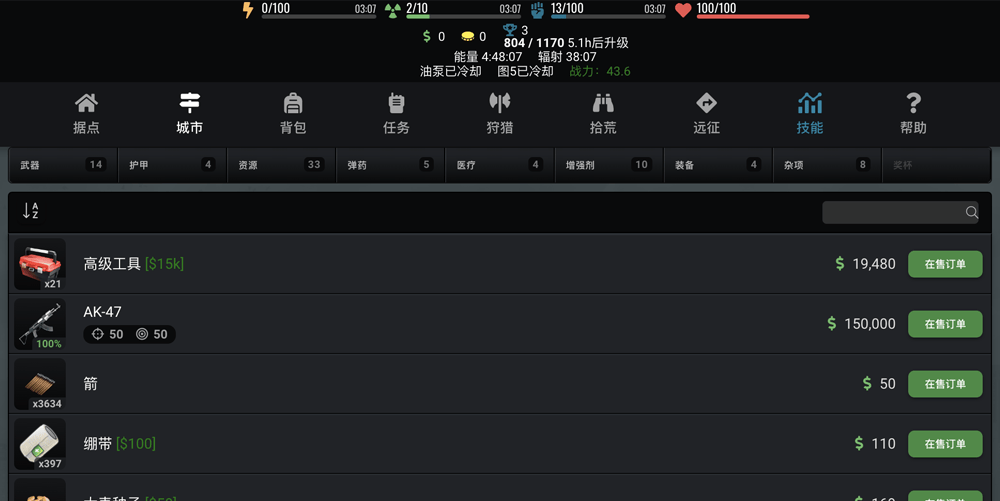 0/100 03:07 2/10 03:07 13/100 03:07 100/100
$ 0 0 3
804 / 1170 5.1h后升级
能量 4:48:07 辐射 38:07
油泵已冷却 图5已冷却 战力：43.6
据点 城市 背包 任务 狩猎 拾荒 远征 技能 帮助
武器 14 护甲 4 资源 33 弹药 5 医疗 4 增强剂 10 装备 4 杂项 8 奖杯
A
Z
高级工具 [$15k] $ 19,480 在售订单
x21
AK-47
50 50 $ 150,000 在售订单
100%
箭 $ 50 在售订单
x3634
绷带 [$100] $ 110 在售订单
x397